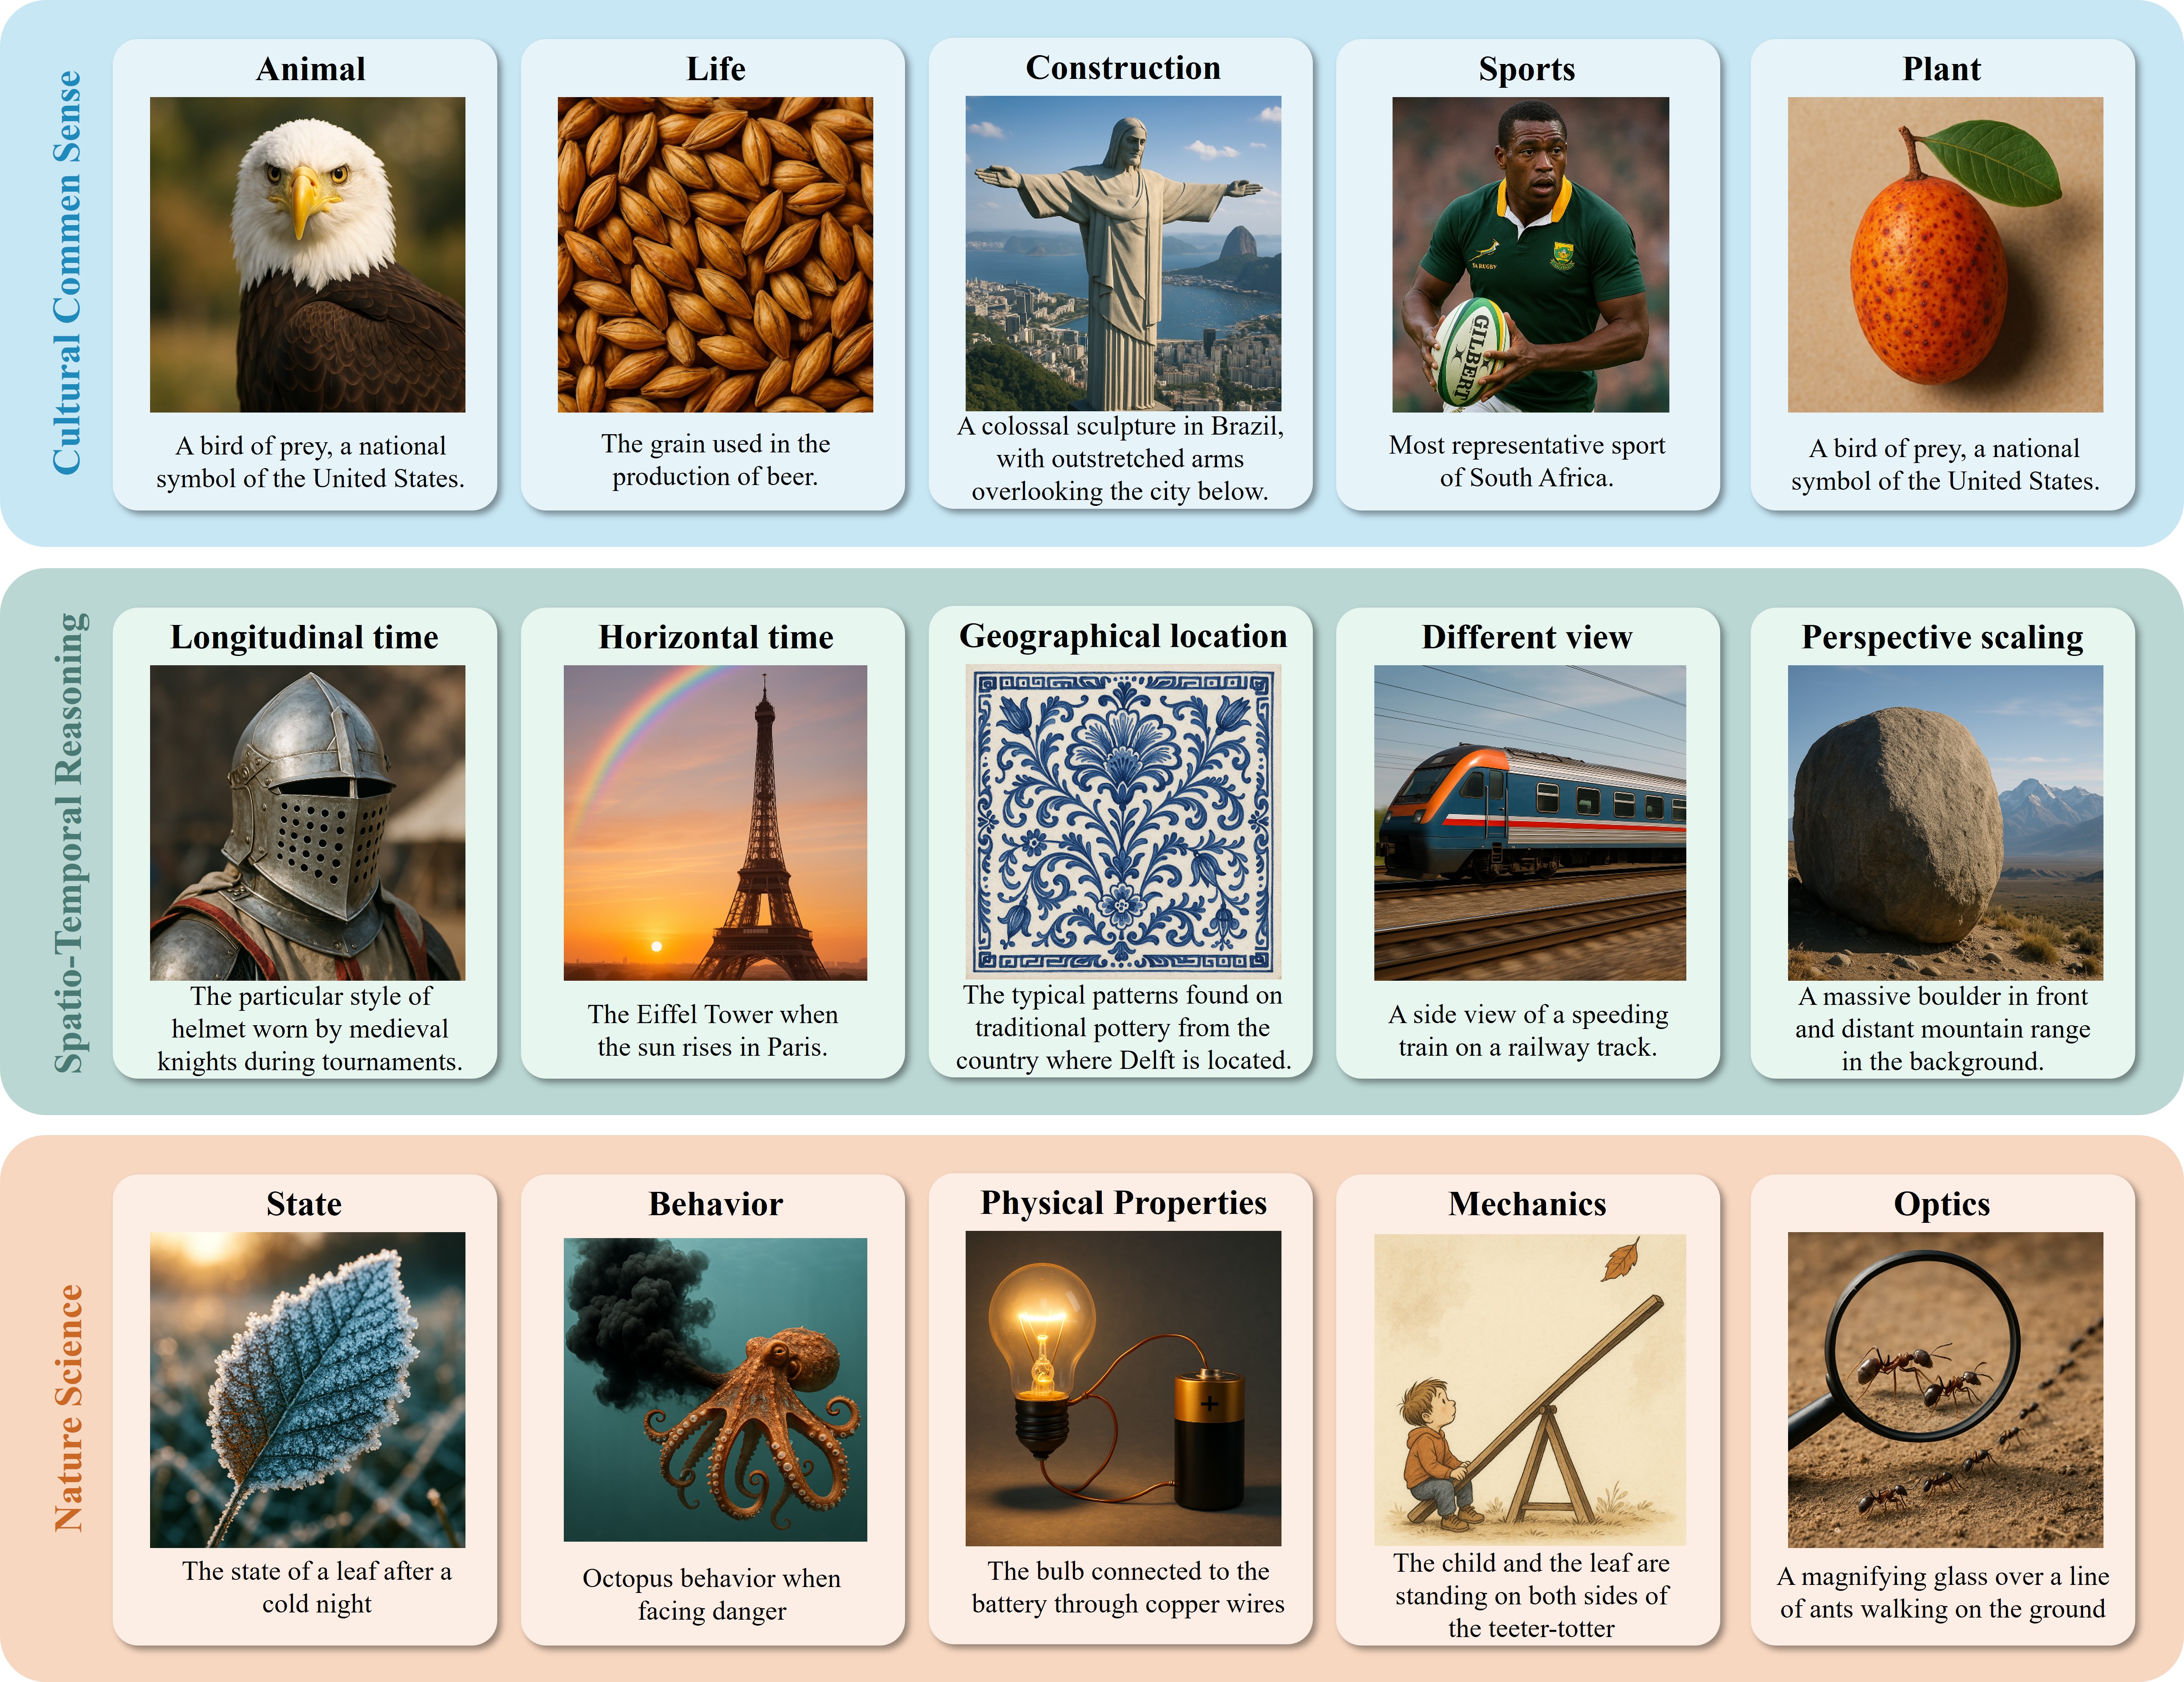 Cultural Commen Sense
Animal
A bird of prey, a national
symbol of the United States.
Life
The grain used in the
production of beer.
Construction
A colossal sculpture in Brazil,
with outstretched arms
overlooking the city below.
Sports
SA RUGBY
GILBERT
Most representative sport
of South Africa.
Plant
A bird of prey, a national
symbol of the United States.
Spatio-Temporal Reasoning
Longitudinal time
The particular style of
helmet worn by medieval
knights during tournaments.
Horizontal time
The Eiffel Tower when
the sun rises in Paris.
Geographical location
The typical patterns found on
traditional pottery from the
country where Delft is located.
Different view
A side view of a speeding
train on a railway track.
Perspective scaling
A massive boulder in front
and distant mountain range
in the background.
Nature Science
State
The state of a leaf after a
cold night
Behavior
Octopus behavior when
facing danger
Physical Properties
+
The bulb connected to the
battery through copper wires
Mechanics
The child and the leaf are
standing on both sides of
the teeter-totter
Optics
A magnifying glass over a line
of ants walking on the ground